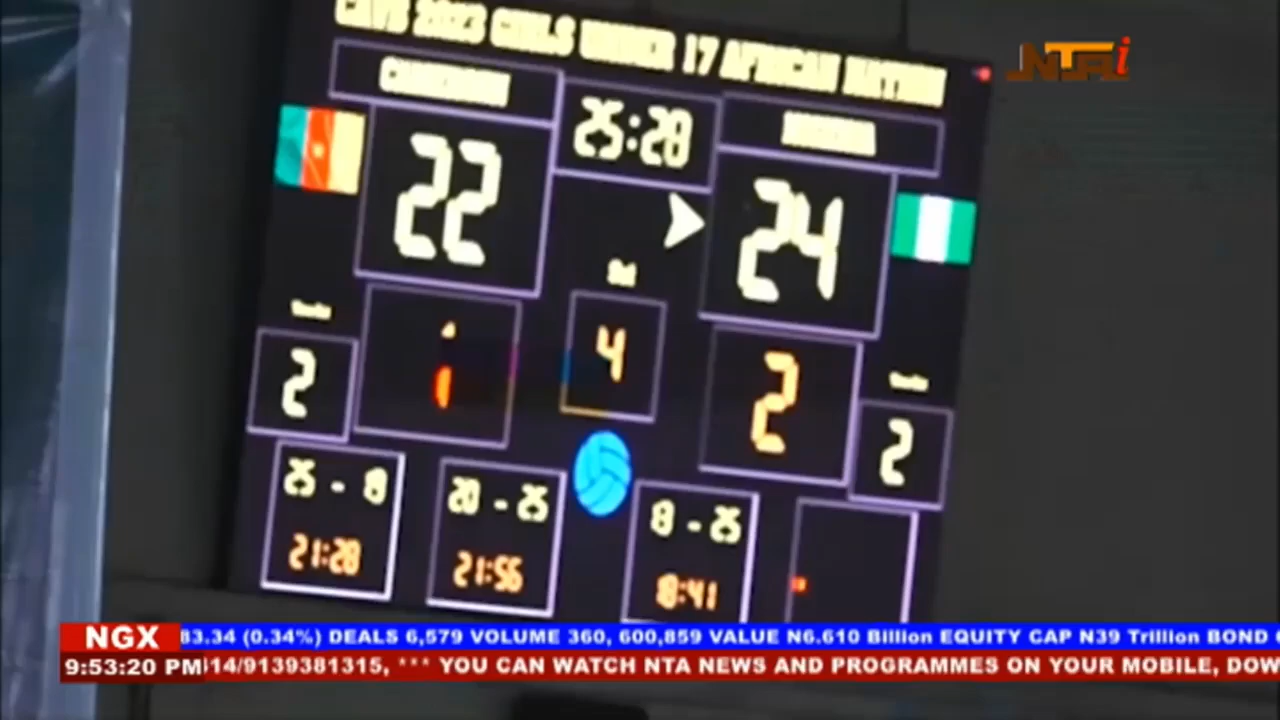 CAVB 2023 GIRLS UNDER 17 AFRICAN NATION
NTAi
CAMEROON
25:28
NIGERIA
22
24
Set
2
1
4
2
2
25 - 19
20 - 25
25
21:28
21:56
18:41
NGX
83.34 (0.34%) DEALS 6,579 VOLUME 360, 600,859 VALUE N6.610 Billion EQUITY CAP N39 Trillion BOND
9:53:20 PM
14/9139381315, *** YOU CAN WATCH NTA NEWS AND PROGRAMMES ON YOUR MOBILE, DOW